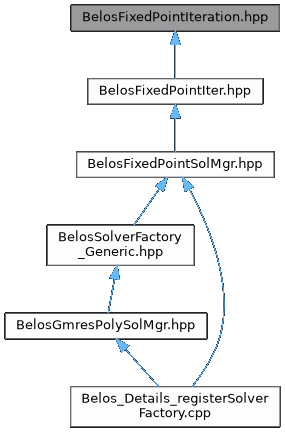 BelosFixedPointIteration.hpp
BelosFixedPointIter.hpp
BelosFixedPointSolMgr.hpp
BelosSolverFactory
_Generic.hpp
BelosGmresPolySolMgr.hpp
Belos_Details_registerSolver
Factory.cpp